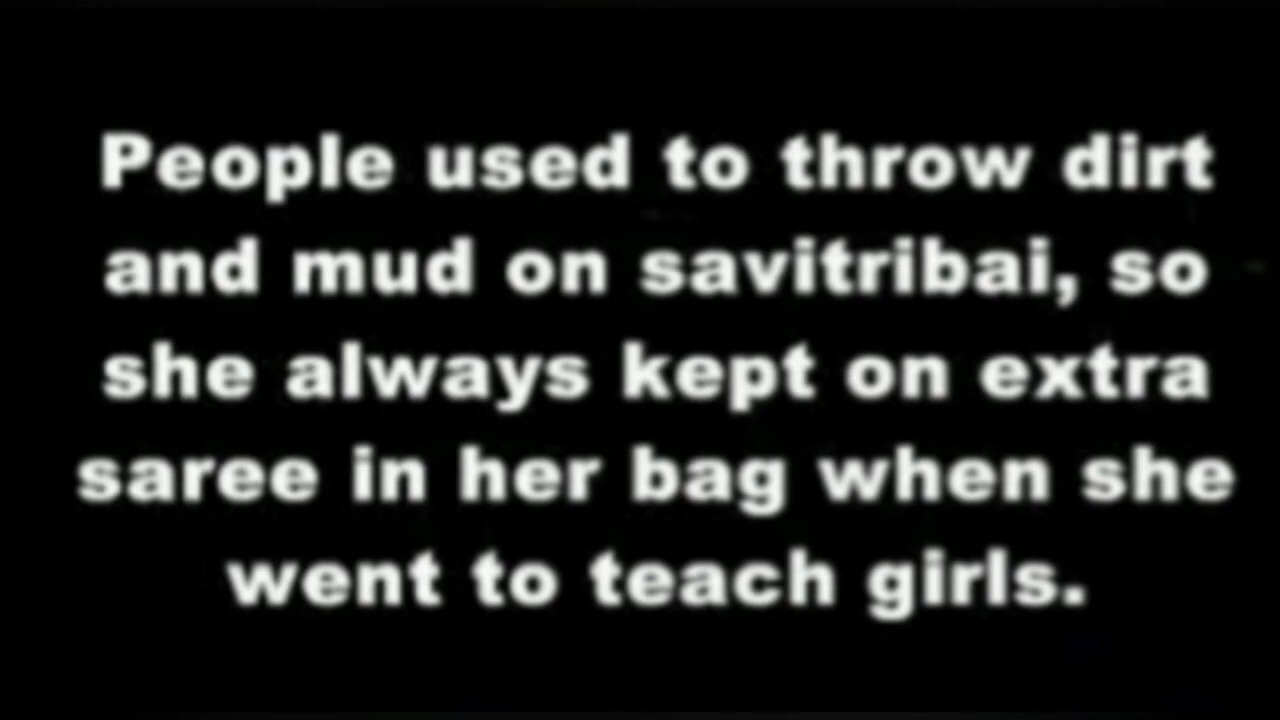 People used to throw dirt
and mud on savitribai, so
she always kept on extra
saree in her bag when she
went to teach girls.